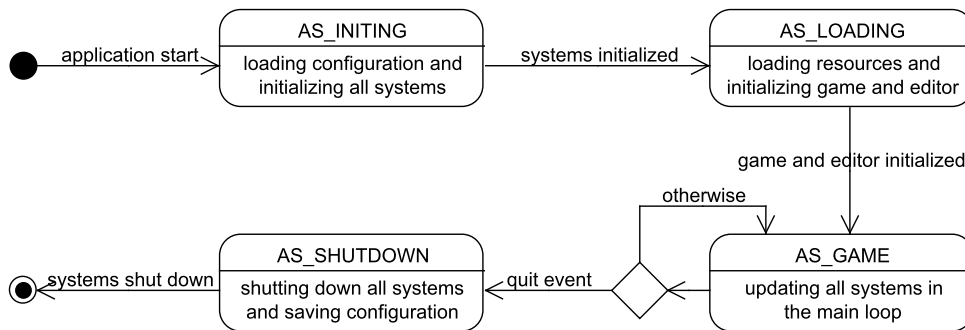 AS_INITING
AS_LOADING
application start
loading configuration and
initializing all systems
systems initialized
loading resources and
initializing game and editor
game and editor initialized
otherwise
AS_SHUTDOWN
AS_GAME
systems shut down
shutting down all systems
and saving configuration
quit event
updating all systems in
the main loop